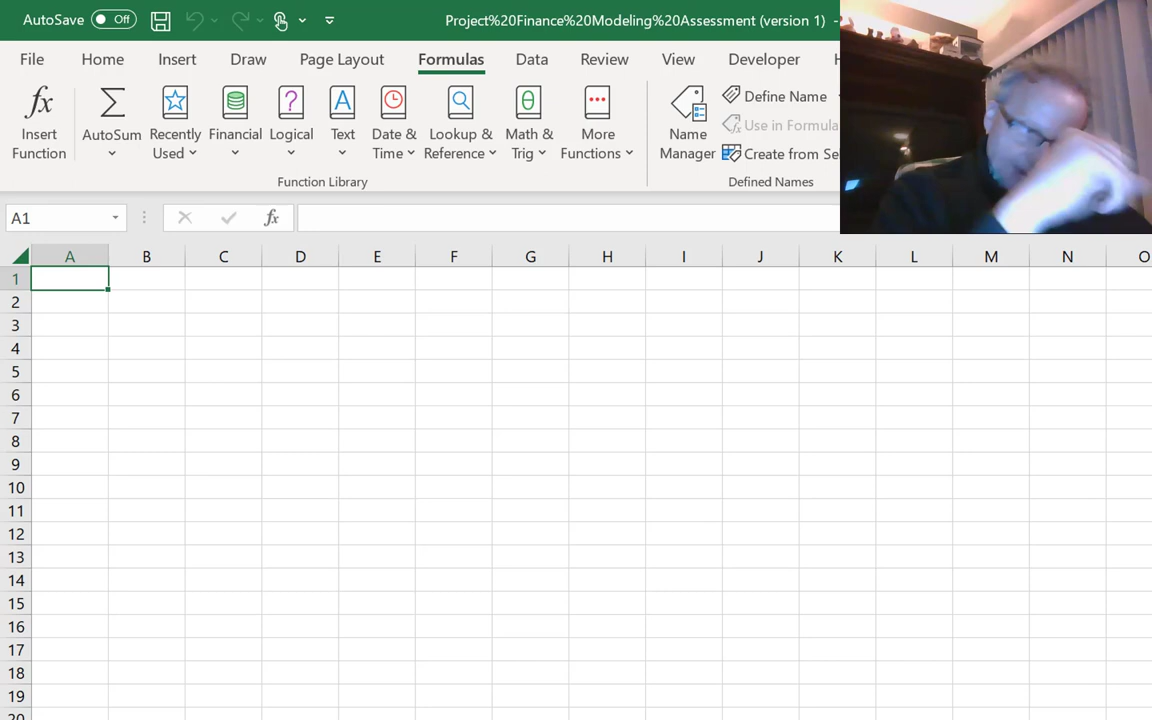 AutoSave Off Project%20Finance%20Modeling%20Assessment (version 1) -
File Home Insert Draw Page Layout Formulas Data Review View Developer
fx Σ ? A θ Define Name
Insert AutoSum Recently Financial Logical Text Date & Lookup & Math & More Name Use in Formula
Function Used Time Reference Trig Functions Manager Create from Se
Function Library Defined Names
A1 fx
A B C D E F G H I J K L M N O
1
2
3
4
5
6
7
8
9
10
11
12
13
14
15
16
17
18
19
20